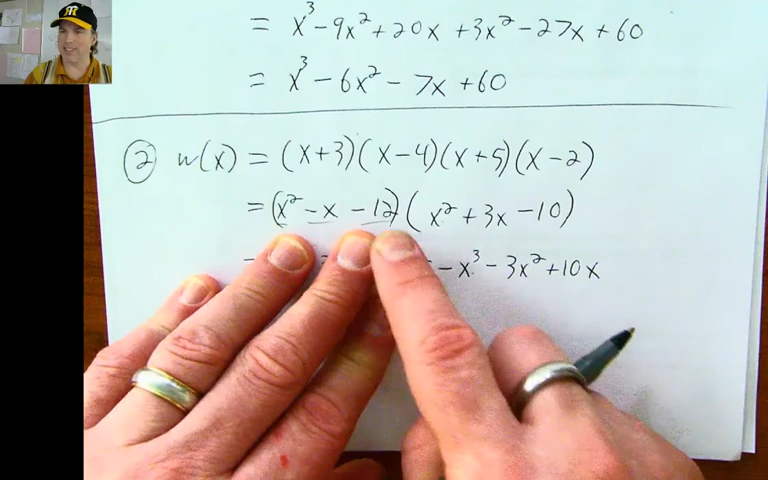 = x³ - 9x² + 20x + 3x² - 27x + 60
= x³ - 6x² - 7x + 60
② w(x) = (x+3)(x-4)(x+5)(x-2)
= (x² - x - 12)(x² + 3x - 10)
- x³ - 3x² + 10x